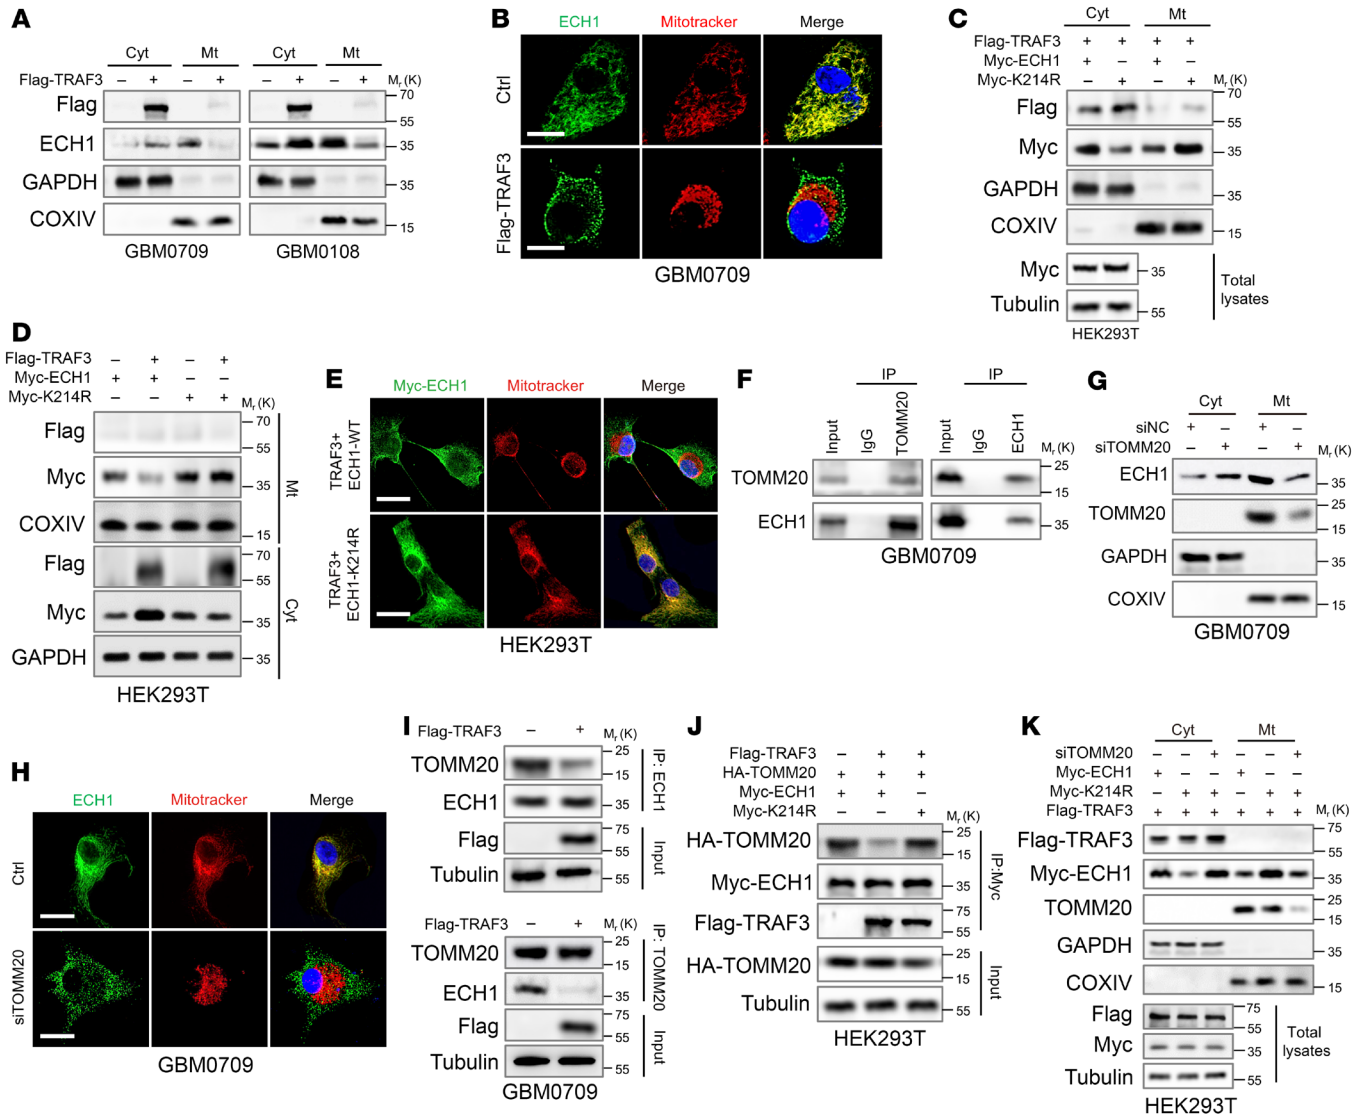 A
Cyt Mt Cyt Mt
Flag-TRAF3 – + – + – + – + Mr (K)
Flag 70
55
ECH1 35
GAPDH 35
COXIV 15
GBM0709 GBM0108
B
ECH1 Mitotracker Merge
Ctrl
Flag-TRAF3
GBM0709
C
Cyt Mt
Flag-TRAF3 + + + +
Myc-ECH1 + – + –
Myc-K214R – + – + Mr (K)
Flag 70
55
Myc 35
GAPDH 35
COXIV 15
Myc 35
Tubulin 55
Total
lysates
HEK293T
D
Flag-TRAF3 – + – +
Myc-ECH1 + + – –
Myc-K214R – – + + Mr (K)
Flag 70
55
Myc 35
COXIV 15
Mt
Flag 70
55
Myc 35
GAPDH 35
Cyt
HEK293T
E
Myc-ECH1 Mitotracker Merge
TRAF3+
ECH1-WT
TRAF3+
ECH1-K214R
HEK293T
F
IP IP
Input IgG TOMM20 Input IgG ECH1 Mr (K)
TOMM20 25
15
ECH1 35
GBM0709
G
Cyt Mt
siNC + – + –
siTOMM20 – + – + Mr (K)
ECH1 35
TOMM20 25
15
GAPDH 35
COXIV 15
GBM0709
H
ECH1 Mitotracker Merge
Ctrl
siTOMM20
GBM0709
I
Flag-TRAF3 – + Mr (K)
TOMM20 25
15
ECH1 35
IP: ECH1
Flag 75
55
Tubulin 55
Input
Flag-TRAF3 – + Mr (K)
TOMM20 25
15
ECH1 35
IP: TOMM20
Flag 75
55
Tubulin 55
Input
GBM0709
J
Flag-TRAF3 – + +
HA-TOMM20 + + +
Myc-ECH1 + + –
Myc-K214R – – + Mr (K)
HA-TOMM20 25
15
Myc-ECH1 35
Flag-TRAF3 75
55
IP:Myc
HA-TOMM20 25
15
Tubulin 55
Input
HEK293T
K
Cyt Mt
siTOMM20 – – + – – +
Myc-ECH1 + – – + – –
Myc-K214R – + + – + +
Flag-TRAF3 + + + + + + Mr (K)
Flag-TRAF3 75
55
Myc-ECH1 35
TOMM20 25
15
GAPDH 35
COXIV 15
Flag 75
55
Myc 35
Tubulin 55
Total
lysates
HEK293T